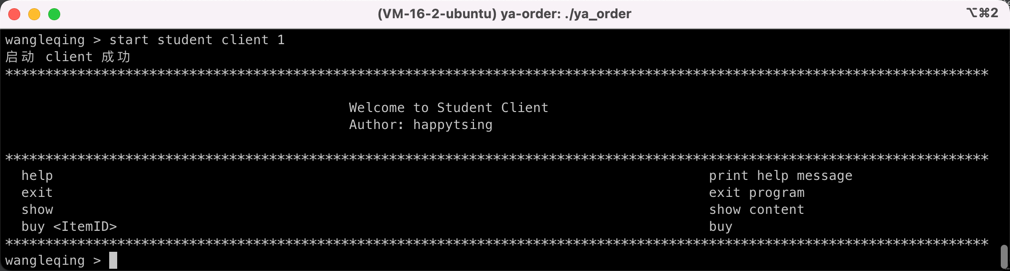 (VM-16-2-ubuntu) ya-order: ./ya_order ⌥⌘2
wangleqing > start student client 1
启动 client 成功
***************************************************************************************************************************
Welcome to Student Client
Author: happytsing
***************************************************************************************************************************
help print help message
exit exit program
show show content
buy <ItemID> buy
***************************************************************************************************************************
wangleqing >